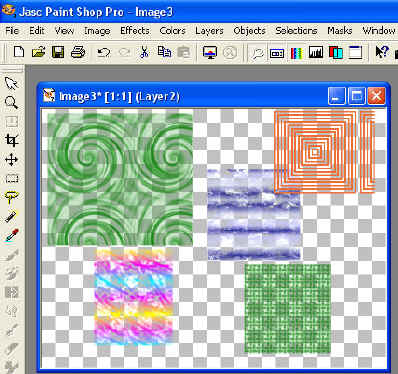 Jasc Paint Shop Pro - Image3
File Edit View Image Effects Colors Layers Objects Selections Masks Window
Image3* [1:1] (Layer2)